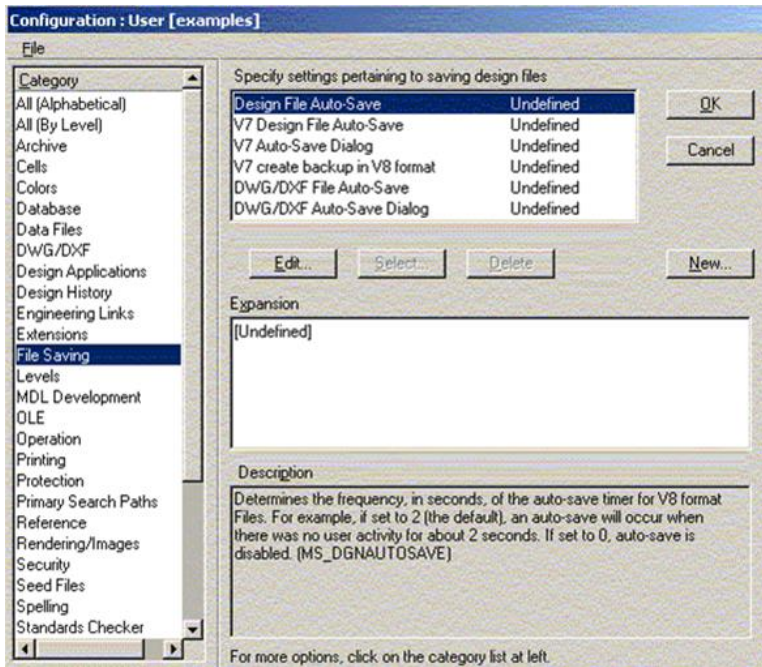 Configuration : User [examples]
File
Category
All (Alphabetical)
All (By Level)
Archive
Cells
Colors
Database
Data Files
DWG/DXF
Design Applications
Design History
Engineering Links
Extensions
File Saving
Levels
MDL Development
OLE
Operation
Printing
Protection
Primary Search Paths
Reference
Rendering/Images
Security
Seed Files
Spelling
Standards Checker
Specify settings pertaining to saving design files
Design File Auto-Save Undefined
V7 Design File Auto-Save Undefined
V7 Auto-Save Dialog Undefined
V7 create backup in V8 format Undefined
DWG/DXF File Auto-Save Undefined
DWG/DXF Auto-Save Dialog Undefined
OK
Cancel
Edit... Select... Delete New...
Expansion
[Undefined]
Description
Determines the frequency, in seconds, of the auto-save timer for V8 format
Files. For example, if set to 2 (the default), an auto-save will occur when
there was no user activity for about 2 seconds. If set to 0, auto-save is
disabled. (MS_DGNAUTOSAVE)
For more options, click on the category list at left.